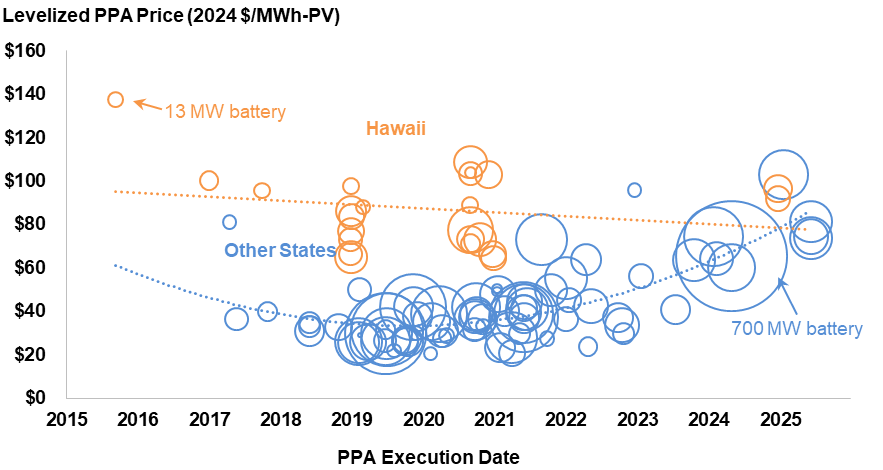 Levelized PPA Price (2024 $/MWh-PV)
$160
$140
13 MW battery
$120
Hawaii
$100
$80
Other States
$60
$40
700 MW battery
$20
$0
2015 2016 2017 2018 2019 2020 2021 2022 2023 2024 2025
PPA Execution Date